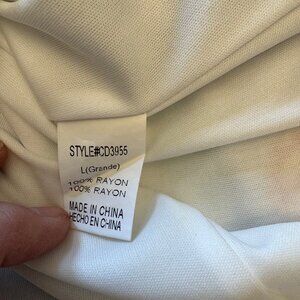 STYLE#CD3955
L(Grande)
100% RAYON
100% RAYON
MADE IN CHINA
HECHO EN CHINA